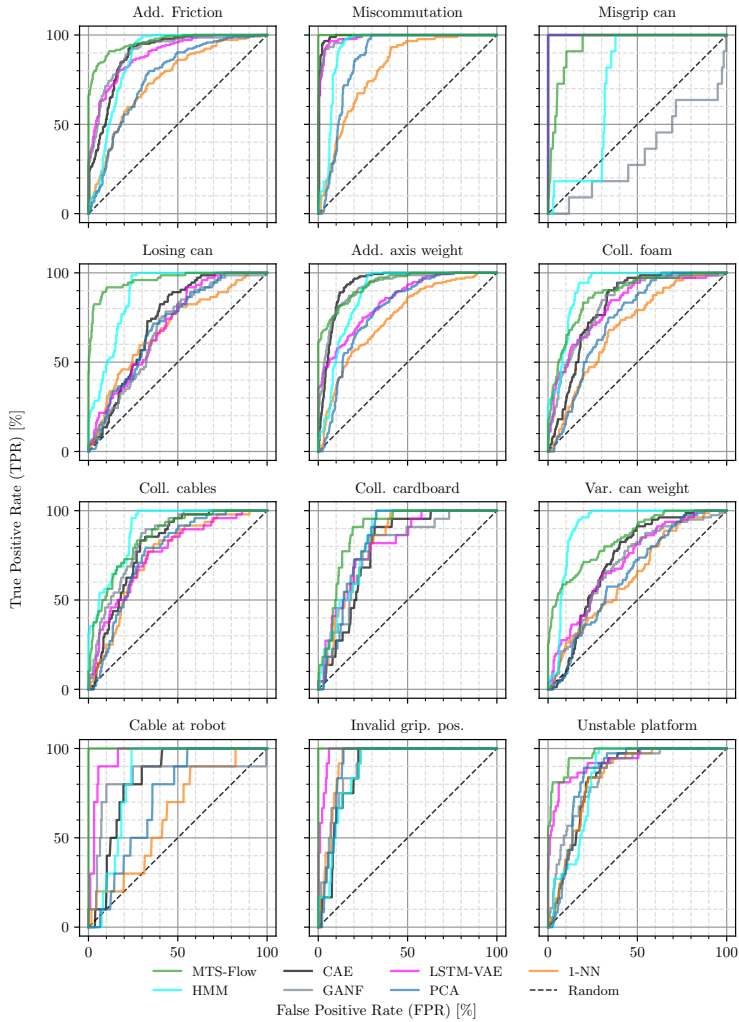 Add. Friction
Miscommutation
Misgrip can
100
50
0
Losing can
Add. axis weight
Coll. foam
100
50
0
Coll. cables
Coll. cardboard
Var. can weight
100
50
0
Cable at robot
Invalid grip. pos.
Unstable platform
100
50
0
0 50 100
0 50 100
0 50 100
True Positive Rate (TPR) [%]
MTS-Flow CAE LSTM-VAE 1-NN
HMM GANF PCA Random
False Positive Rate (FPR) [%]